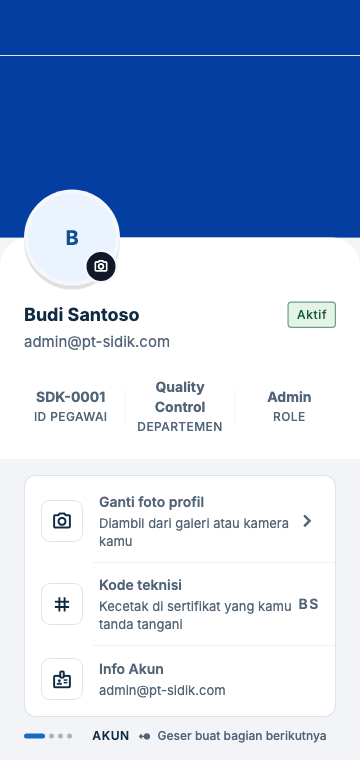 B
Budi Santoso
Aktif
admin@pt-sidik.com
SDK-0001
ID PEGAWAI
Quality
Control
DEPARTEMEN
Admin
ROLE
Ganti foto profil
Diambil dari galeri atau kamera
kamu
Kode teknisi
Kecetak di sertifikat yang kamu
tanda tangani
BS
Info Akun
admin@pt-sidik.com
AKUN
Geser buat bagian berikutnya